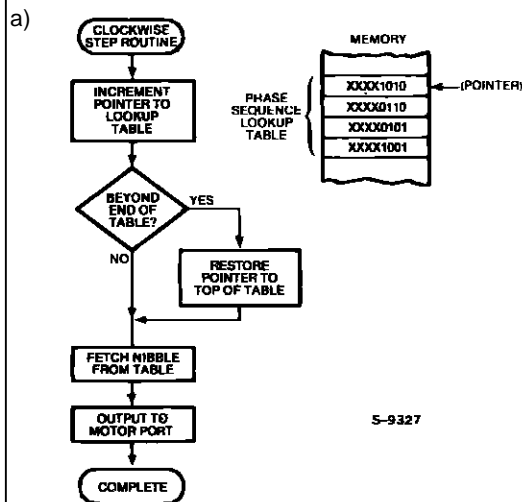 a)
CLOCKWISE
STEP ROUTINE
INCREMENT
POINTER TO
LOOKUP
TABLE
BEYOND
END OF
TABLE?
YES
NO
RESTORE
POINTER TO
TOP OF TABLE
FETCH NIBBLE
FROM TABLE
OUTPUT TO
MOTOR PORT
COMPLETE
MEMORY
PHASE
SEQUENCE
LOOKUP
TABLE
XXXX1010
XXXX0110
XXXX0101
XXXX1001
(POINTER)
S-9327